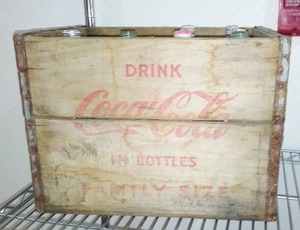 DRINK
Coca-Cola
IN BOTTLES
FAMILY SIZE